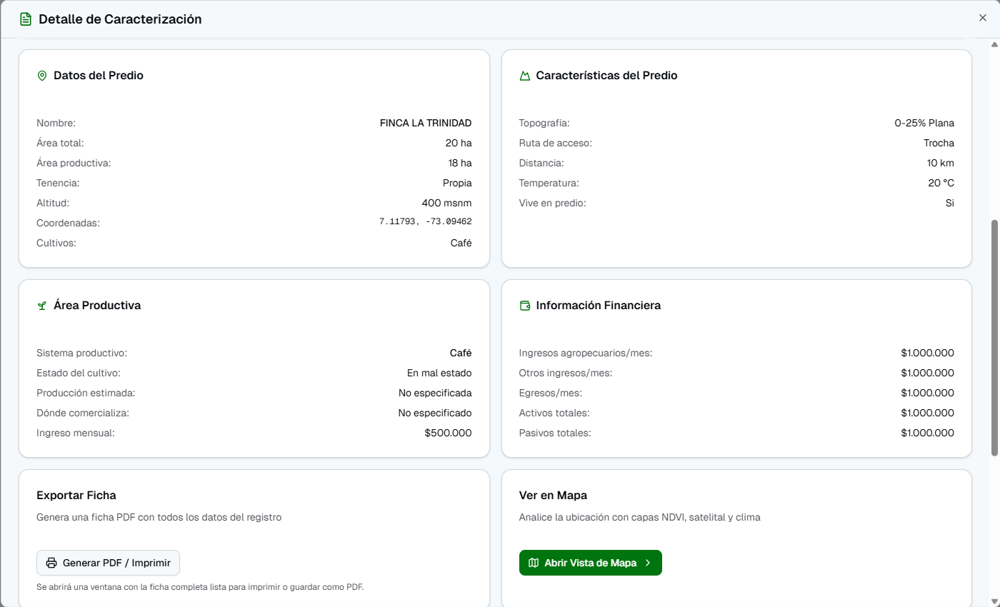 Detalle de Caracterización
Datos del Predio
Nombre: FINCA LA TRINIDAD
Área total: 20 ha
Área productiva: 18 ha
Tenencia: Propia
Altitud: 400 msnm
Coordenadas: 7.11793, -73.09462
Cultivos: Café
Características del Predio
Topografía: 0-25% Plana
Ruta de acceso: Trocha
Distancia: 10 km
Temperatura: 20 °C
Vive en predio: Si
Área Productiva
Sistema productivo: Café
Estado del cultivo: En mal estado
Producción estimada: No especificada
Dónde comercializa: No especificado
Ingreso mensual: $500.000
Información Financiera
Ingresos agropecuarios/mes: $1.000.000
Otros ingresos/mes: $1.000.000
Egresos/mes: $1.000.000
Activos totales: $1.000.000
Pasivos totales: $1.000.000
Exportar Ficha
Genera una ficha PDF con todos los datos del registro
Generar PDF / Imprimir
Se abrirá una ventana con la ficha completa lista para imprimir o guardar como PDF.
Ver en Mapa
Analice la ubicación con capas NDVI, satelital y clima
Abrir Vista de Mapa